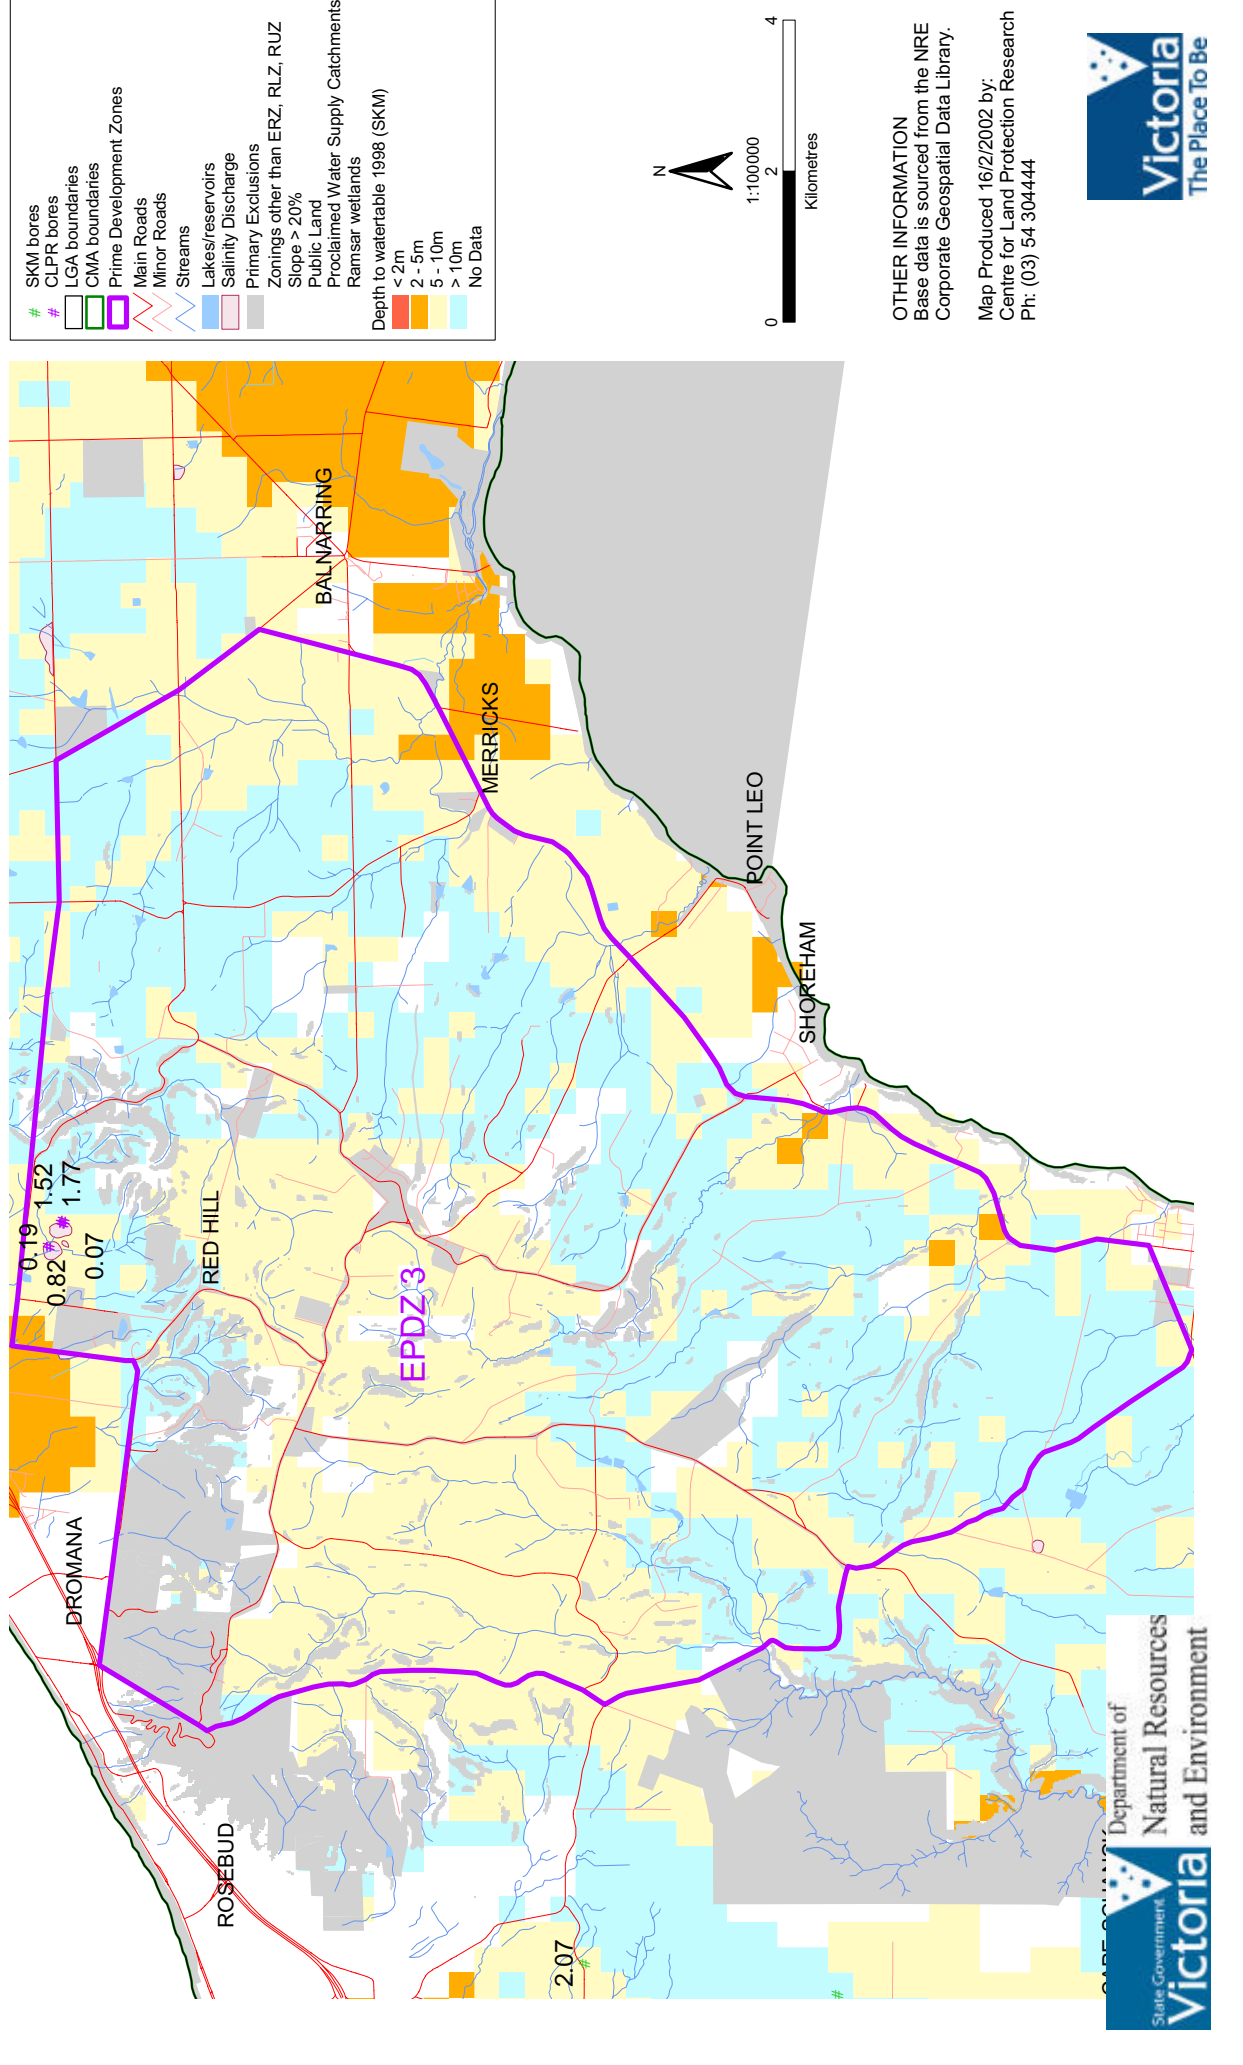 SKM bores
CLPR bores
LGA boundaries
CMA boundaries
Prime Development Zones
Main Roads
Minor Roads
Streams
Lakes/reservoirs
Salinity Discharge
Primary Exclusions
Zonings other than ERZ, RLZ, RUZ
Slope > 20%
Public Land
Proclaimed Water Supply Catchments
Ramsar wetlands
Depth to watertable 1998 (SKM)
< 2m
2 - 5m
5 - 10m
> 10m
No Data
N
1:100000
0 2 4
Kilometres
OTHER INFORMATION
Base data is sourced from the NRE
Corporate Geospatial Data Library.
Map Produced 16/2/2002 by:
Centre for Land Protection Research
Ph: (03) 54 304444
Victoria
The Place To Be
BALNARRING
MERRICKS
POINT LEO
SHOREHAM
0.19
1.52
0.82
1.77
0.07
RED HILL
EPDZ 3
DROMANA
ROSEBUD
2.07
# #
State Government
Victoria
Department of
Natural Resources
and Environment